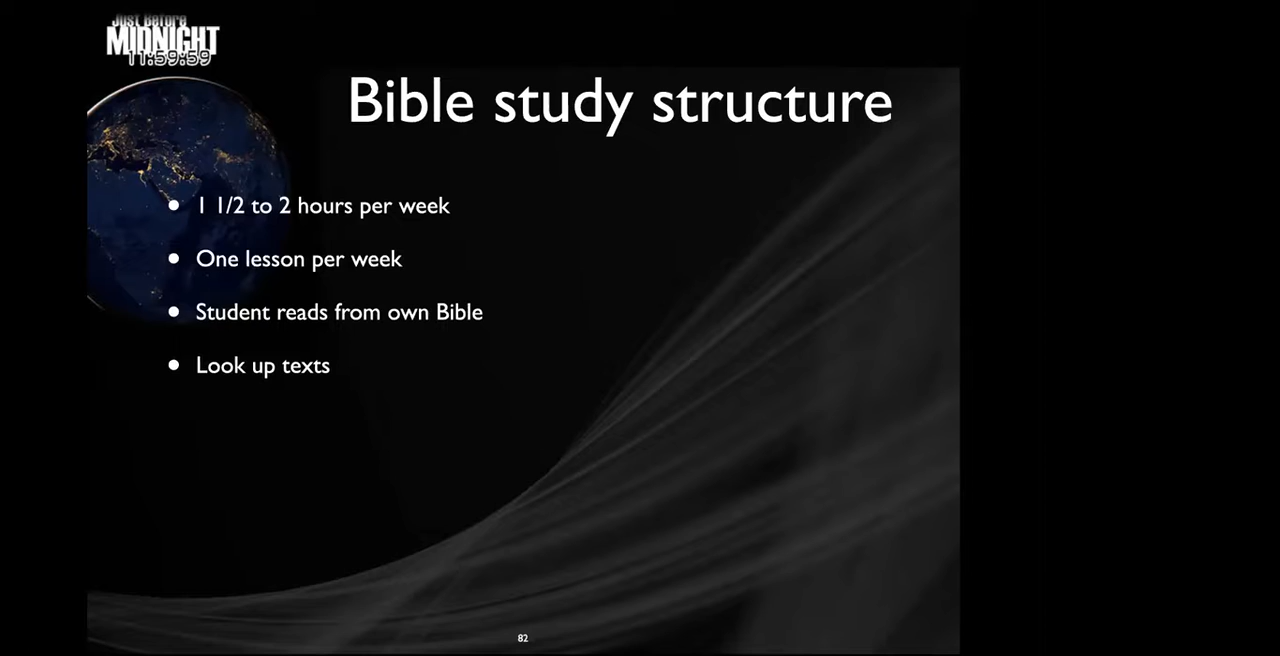 Just Before
MIDNIGHT
11:59:59
Bible study structure
• 1 1/2 to 2 hours per week
• One lesson per week
• Student reads from own Bible
• Look up texts
82